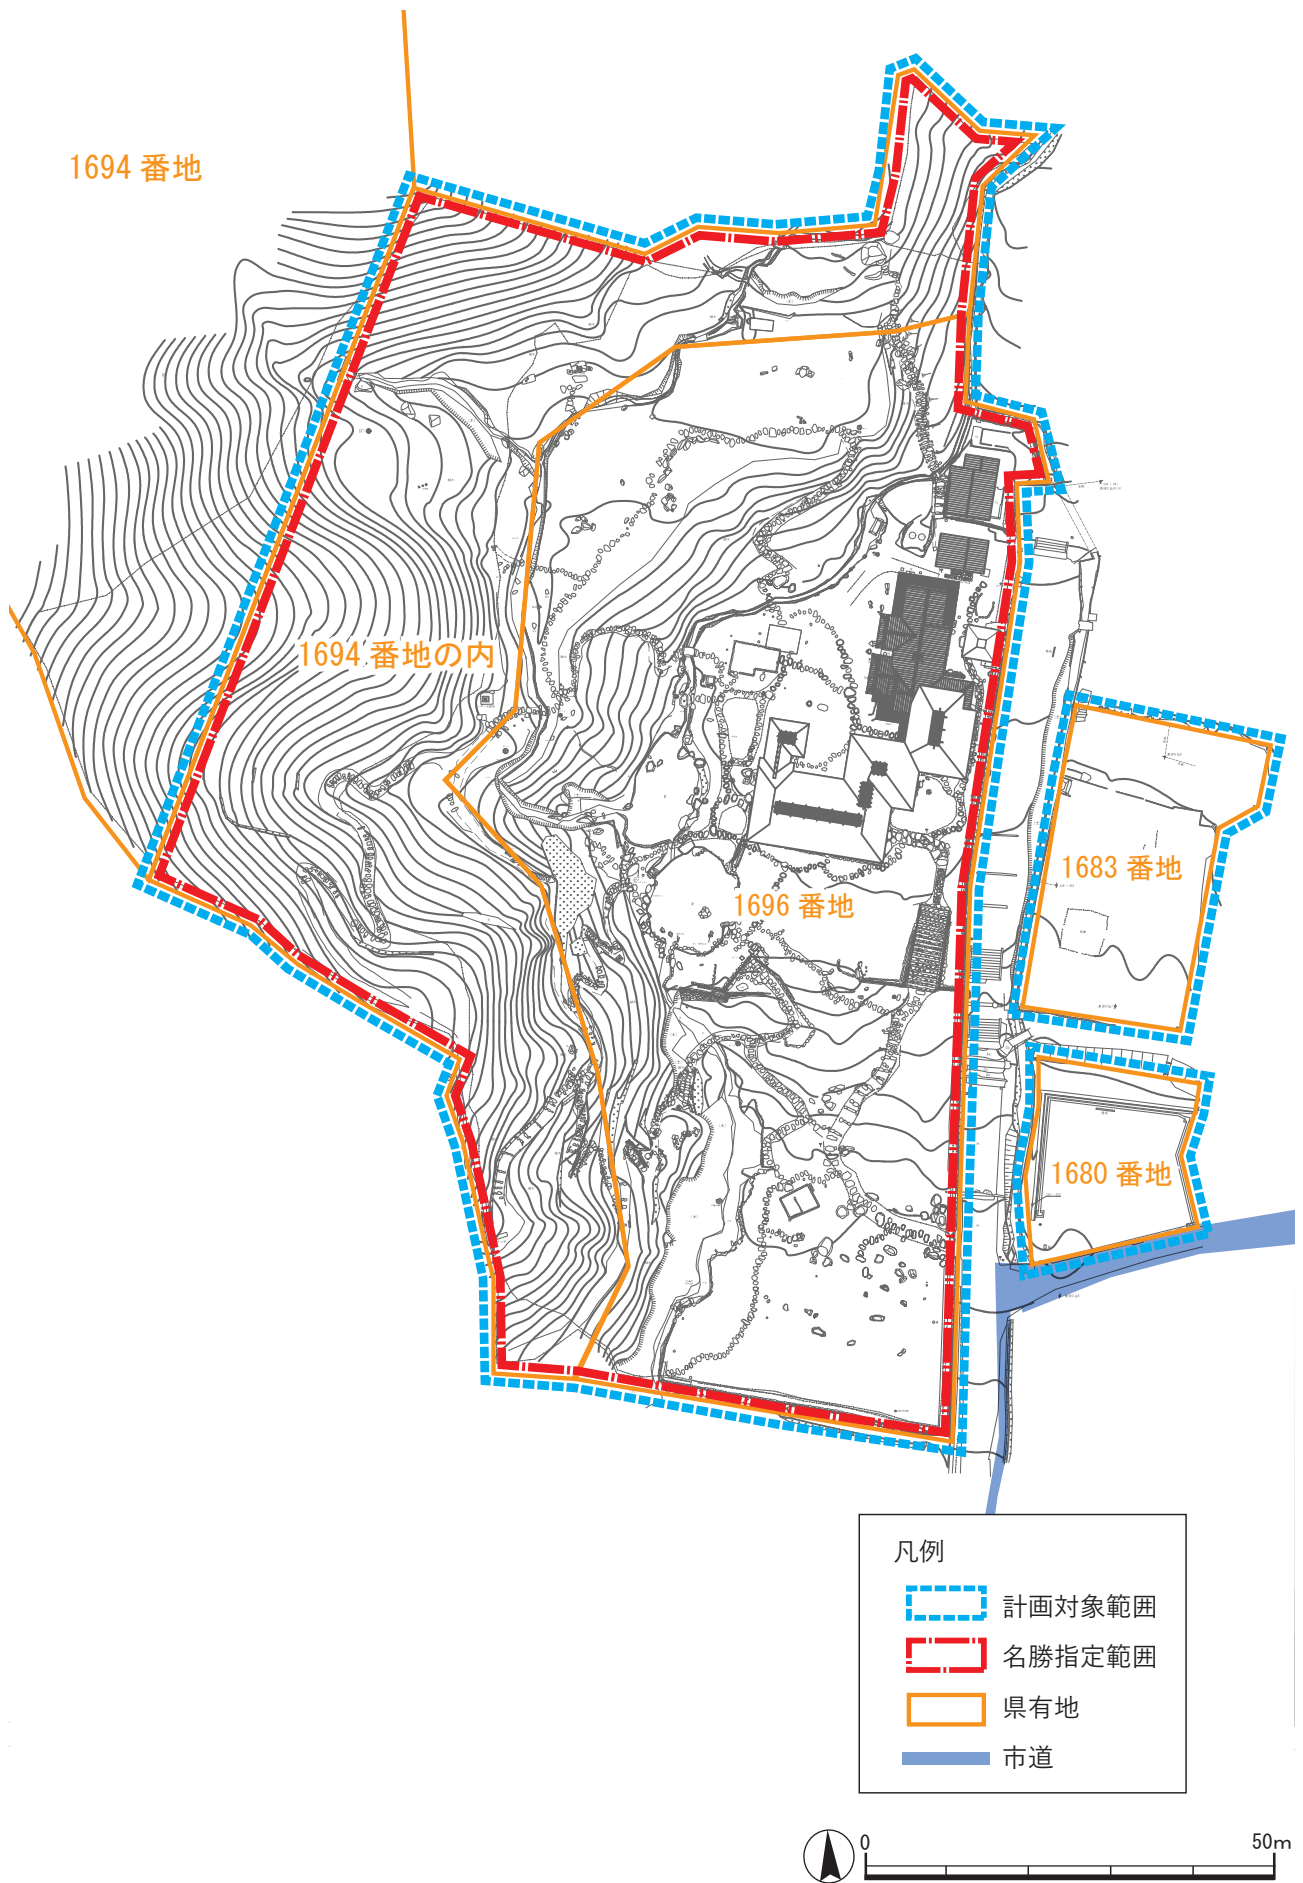 1694 番地
1694 番地の内
1683 番地
1696 番地
1680 番地
凡例
計画対象範囲
名勝指定範囲
県有地
市道
0
50m